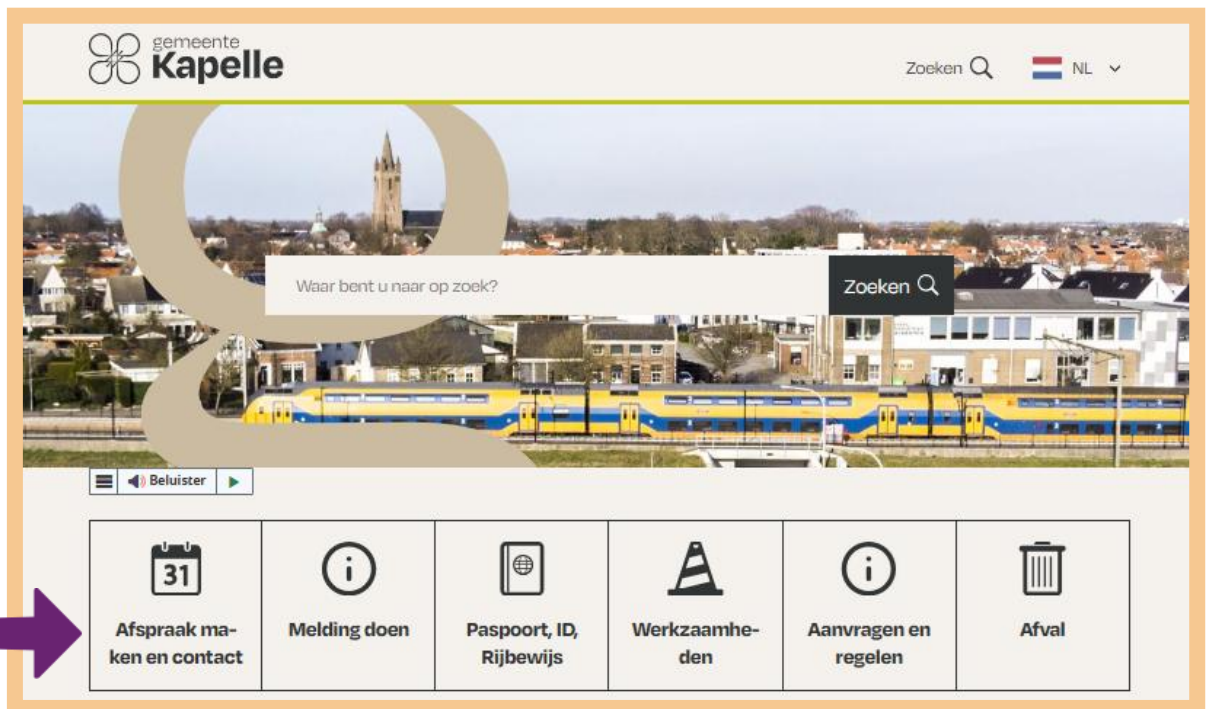 gemeente
Kapelle
Zoeken
NL
Waar bent u naar op zoek?
Zoeken
Beluister
31
Afspraak ma-
ken en contact
Melding doen
Paspoort, ID,
Rijbewijs
Werkzaamhe-
den
Aanvragen en
regelen
Afval